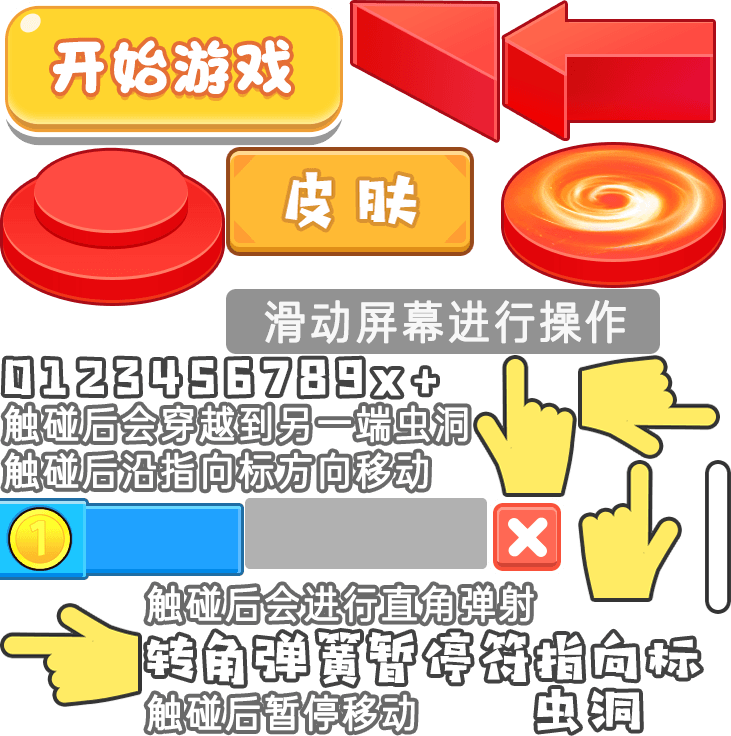 开始游戏
皮肤
滑动屏幕进行操作
0123456789x+
触碰后会穿越到另一端虫洞
触碰后沿指向标方向移动
1
触碰后会进行直角弹射
转角弹簧暂停符指向标
触碰后暂停移动
虫洞